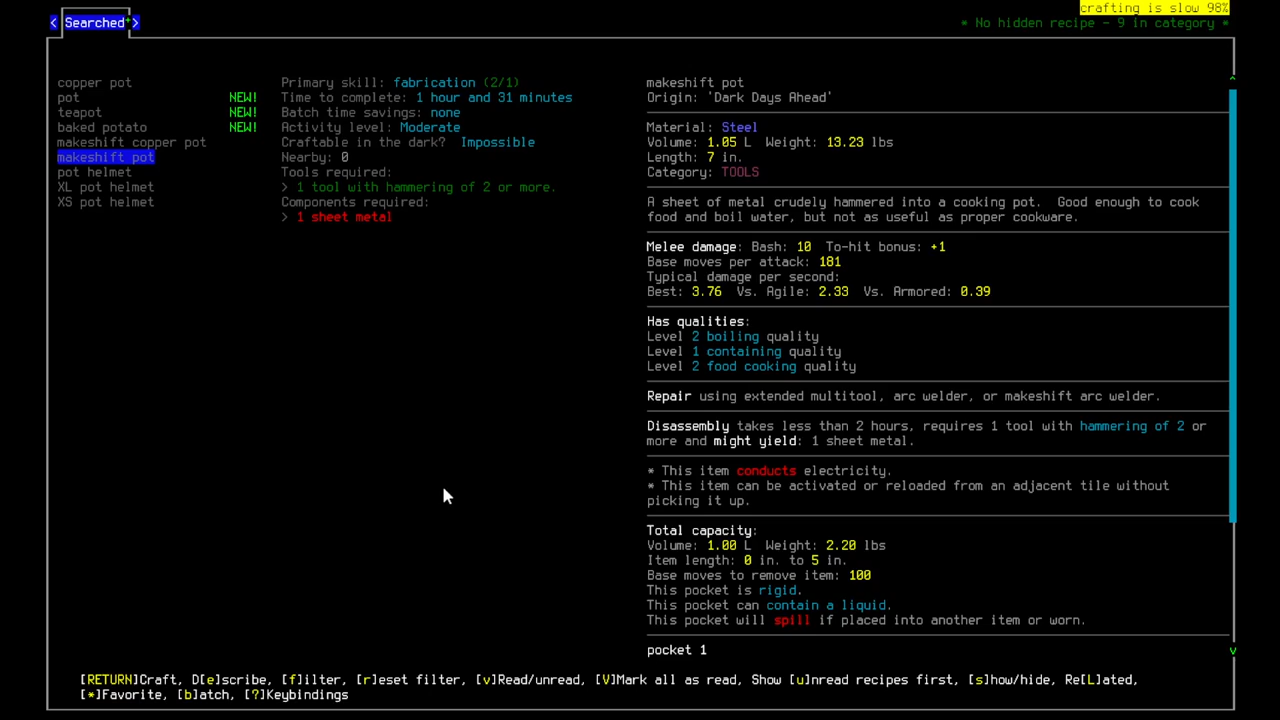 crafting is slow 98%
< Searched* >
* No hidden recipe - 9 in category *
copper pot
pot NEW!
teapot NEW!
baked potato NEW!
makeshift copper pot
makeshift pot
pot helmet
XL pot helmet
XS pot helmet
Primary skill: fabrication (2/1)
Time to complete: 1 hour and 31 minutes
Batch time savings: none
Activity level: Moderate
Craftable in the dark? Impossible
Nearby: 0
Tools required:
> 1 tool with hammering of 2 or more.
Components required:
> 1 sheet metal
makeshift pot
Origin: 'Dark Days Ahead'
Material: Steel
Volume: 1.05 L Weight: 13.23 lbs
Length: 7 in.
Category: TOOLS
A sheet of metal crudely hammered into a cooking pot. Good enough to cook
food and boil water, but not as useful as proper cookware.
Melee damage: Bash: 10 To-hit bonus: +1
Base moves per attack: 181
Typical damage per second:
Best: 3.76 Vs. Agile: 2.33 Vs. Armored: 0.39
Has qualities:
Level 2 boiling quality
Level 1 containing quality
Level 2 food cooking quality
Repair using extended multitool, arc welder, or makeshift arc welder.
Disassembly takes less than 2 hours, requires 1 tool with hammering of 2 or
more and might yield: 1 sheet metal.
* This item conducts electricity.
* This item can be activated or reloaded from an adjacent tile without
picking it up.
Total capacity:
Volume: 1.00 L Weight: 2.20 lbs
Item length: 0 in. to 5 in.
Base moves to remove item: 100
This pocket is rigid.
This pocket can contain a liquid.
This pocket will spill if placed into another item or worn.
pocket 1
[RETURN]Craft, D[e]scribe, [f]ilter, [r]eset filter, [v]Read/unread, [V]Mark all as read, Show [u]nread recipes first, [s]how/hide, Re[L]ated,
[*]Favorite, [b]atch, [?]Keybindings